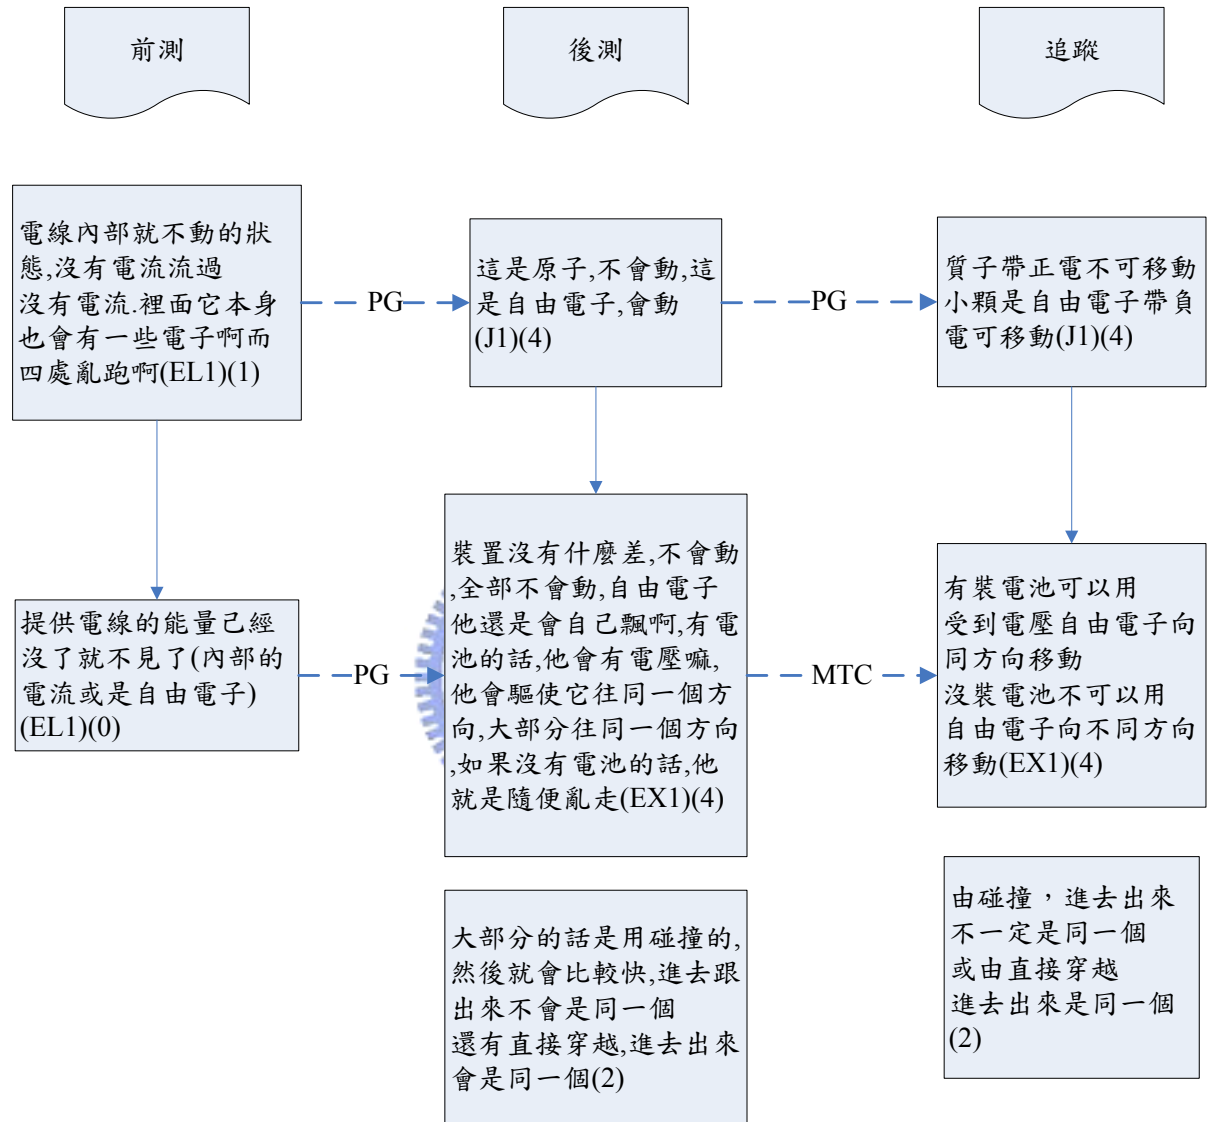 前測
後測
追蹤
電線內部就不動的狀
態,沒有電流流過
沒有電流.裡面它本身
也會有一些電子啊而
四處亂跑啊(EL1)(1)
PG
這是原子,不會動,這
是自由電子,會動
(J1)(4)
PG
質子帶正電不可移動
小顆是自由電子帶負
電可移動(J1)(4)
提供電線的能量己經
沒了就不見了(內部的
電流或是自由電子)
(EL1)(0)
PG
裝置沒有什麼差,不會動
,全部不會動,自由電子
他還是會自己飄啊,有電
池的話,他會有電壓嘛,
他會驅使它往同一個方
向,大部分往同一個方向
,如果沒有電池的話,他
就是隨便亂走(EX1)(4)
MTC
有裝電池可以用
受到電壓自由電子向
同方向移動
沒裝電池不可以用
自由電子向不同方向
移動(EX1)(4)
大部分的話是用碰撞的,
然後就會比較快,進去跟
出來不會是同一個
還有直接穿越,進去出來
會是同一個(2)
由碰撞，進去出來
不一定是同一個
或由直接穿越
進去出來是同一個
(2)